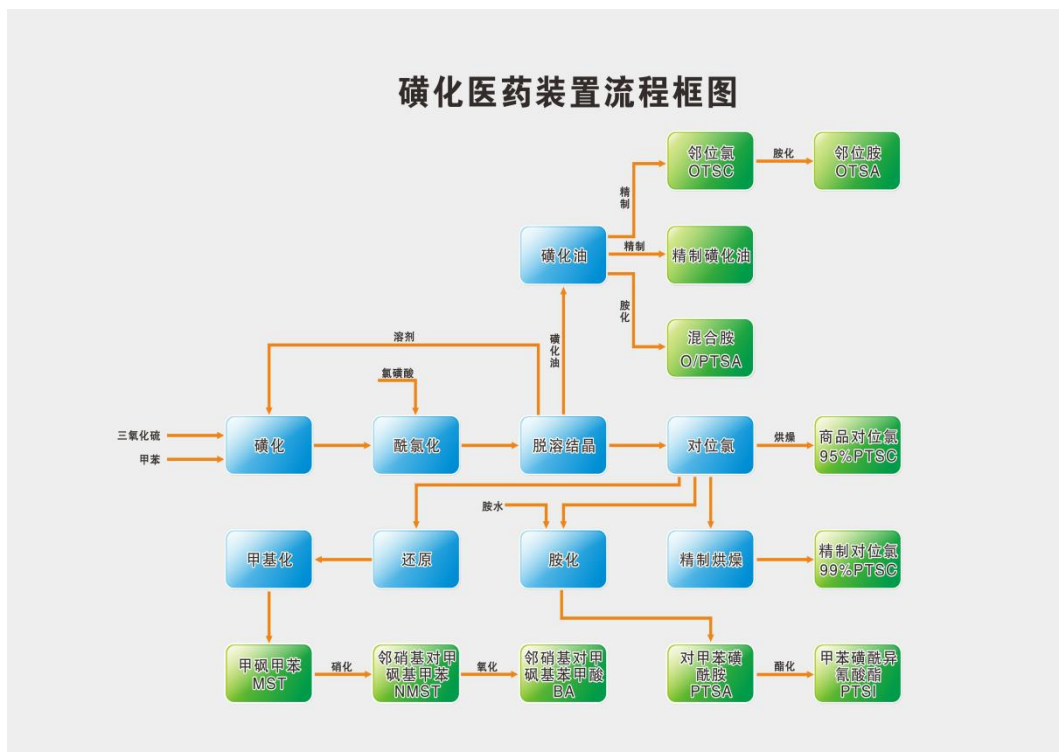 磺化医药装置流程框图
邻位氯
OTSC
胺化
邻位胺
OTSA
精制
磺化油
精制
精制磺化油
胺化
混合胺
O/PTSA
溶剂
磺化油
氯磺酸
三氧化硫
甲苯
磺化
酰氯化
脱溶结晶
对位氯
烘燥
商品对位氯
95%PTSC
胺水
甲基化
还原
胺化
精制烘燥
精制对位氯
99%PTSC
甲砜甲苯
MST
硝化
邻硝基对甲
砜基甲苯
NMST
氧化
邻硝基对甲
砜基苯甲酸
BA
对甲苯磺
酰胺
PTSA
酯化
甲苯磺酰异
氰酸酯
PTSI